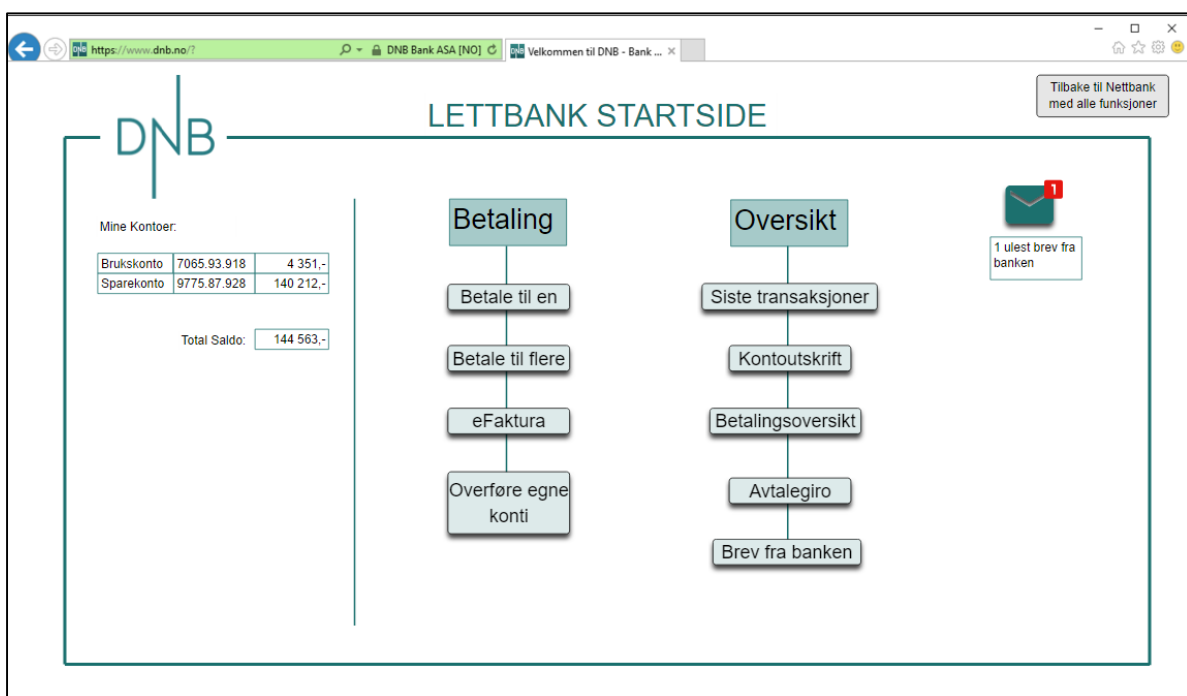 https://www.dnb.no/?
DNB Bank ASA [NO]
Velkommen til DNB - Bank ...
Tilbake til Nettbank
med alle funksjoner
DNB
LETTBANK STARTSIDE
Mine Kontoer:
Brukskonto 7065.93.918 4 351,-
Sparekonto 9775.87.928 140 212,-
Total Saldo: 144 563,-
Betaling
Betale til en
Betale til flere
eFaktura
Overføre egne
konti
Oversikt
Siste transaksjoner
Kontoutskrift
Betalingsoversikt
Avtalegiro
Brev fra banken
1
1 ulest brev fra
banken